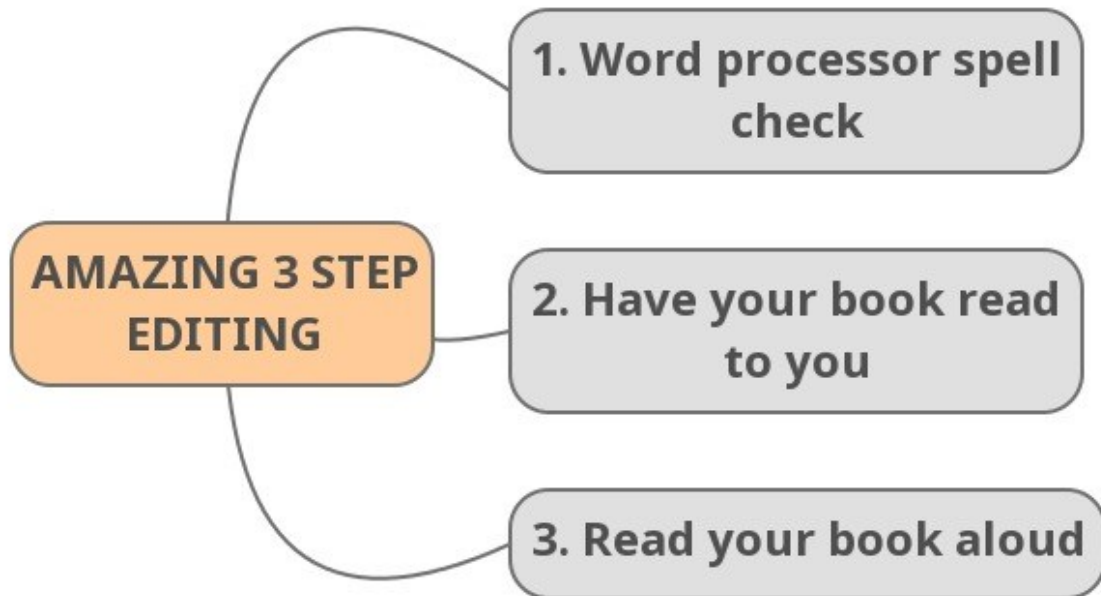 AMAZING 3 STEP
EDITING
1. Word processor spell
check
2. Have your book read
to you
3. Read your book aloud